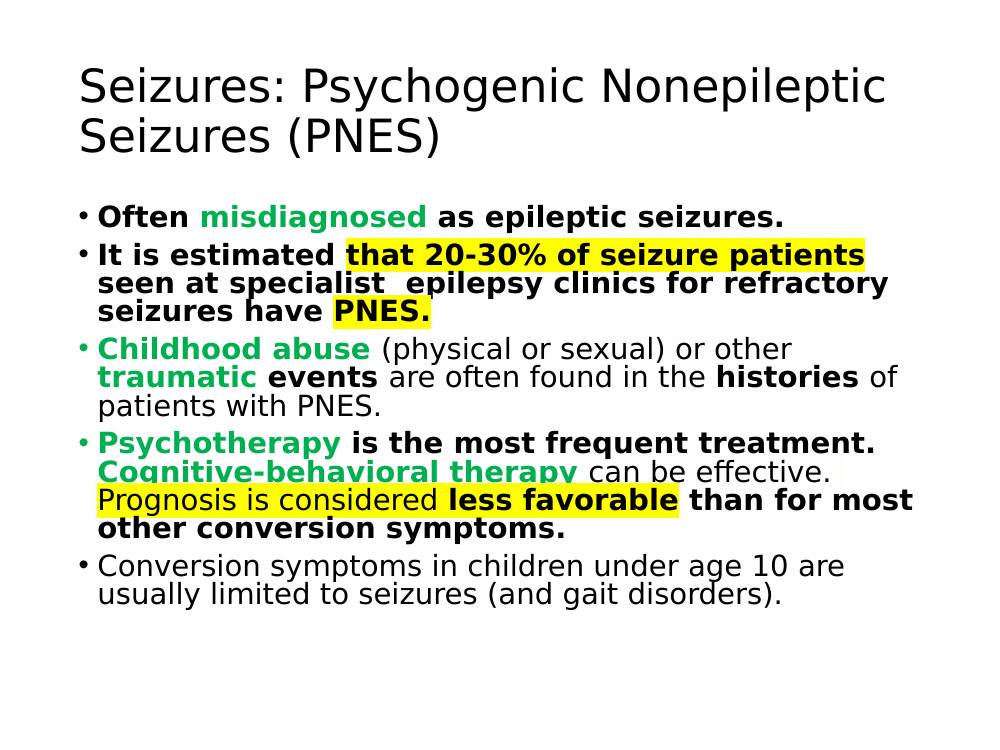 Seizures: Psychogenic Nonepileptic
Seizures (PNES)
• Often misdiagnosed as epileptic seizures.
• It is estimated that 20-30% of seizure patients
seen at specialist  epilepsy clinics for refractory
seizures have PNES.
• Childhood abuse (physical or sexual) or other
traumatic events are often found in the histories of
patients with PNES.
• Psychotherapy is the most frequent treatment.
Cognitive-behavioral therapy can be effective.
Prognosis is considered less favorable than for most
other conversion symptoms.
• Conversion symptoms in children under age 10 are
usually limited to seizures (and gait disorders).